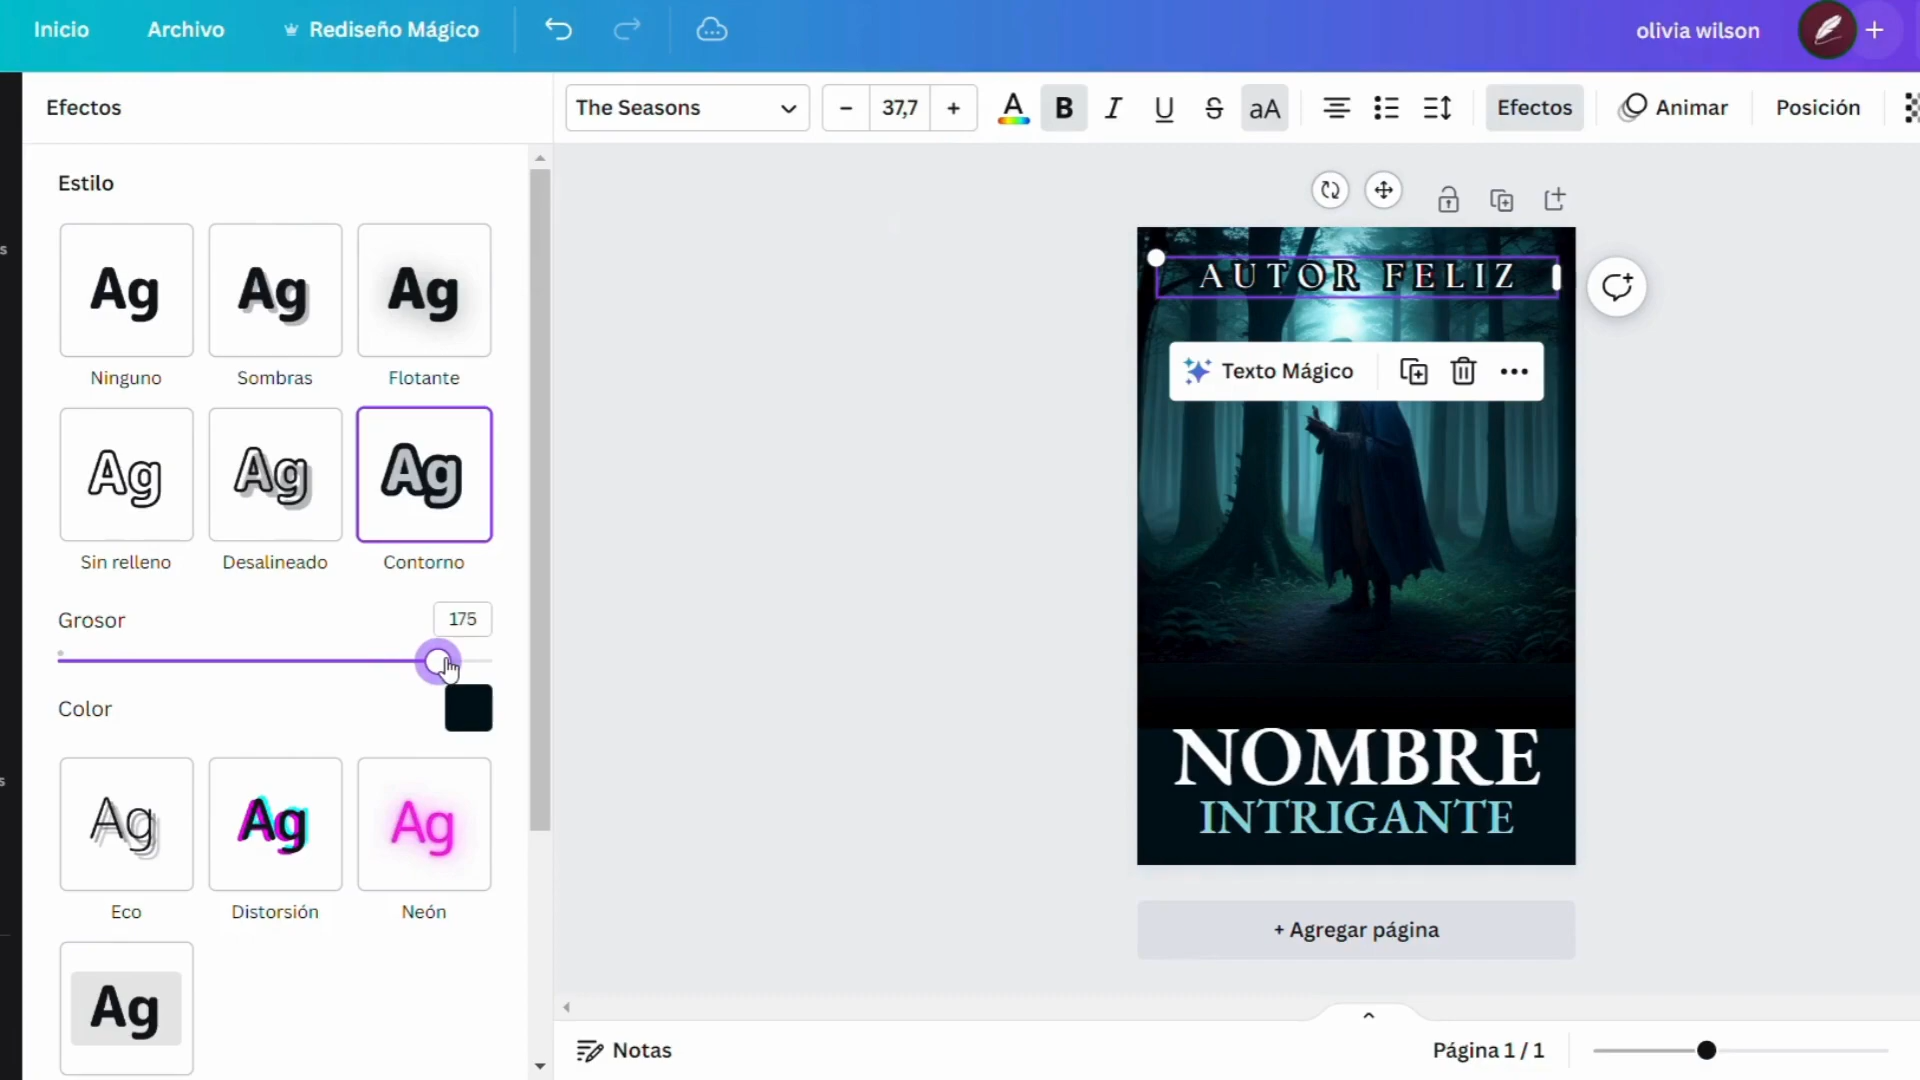 Inicio
Archivo
Rediseño Mágico
olivia wilson
Efectos
The Seasons
37,7
A
B
I
U
S
aA
Efectos
Animar
Posición
Estilo
Ag
Ag
Ag
Ninguno
Sombras
Flotante
Ag
Ag
Ag
Sin relleno
Desalineado
Contorno
Grosor
175
Color
Ag
Ag
Ag
Eco
Distorsión
Neón
Ag
AUTOR FELIZ
Texto Mágico
NOMBRE
INTRIGANTE
+ Agregar página
Notas
Página 1 / 1
s
s